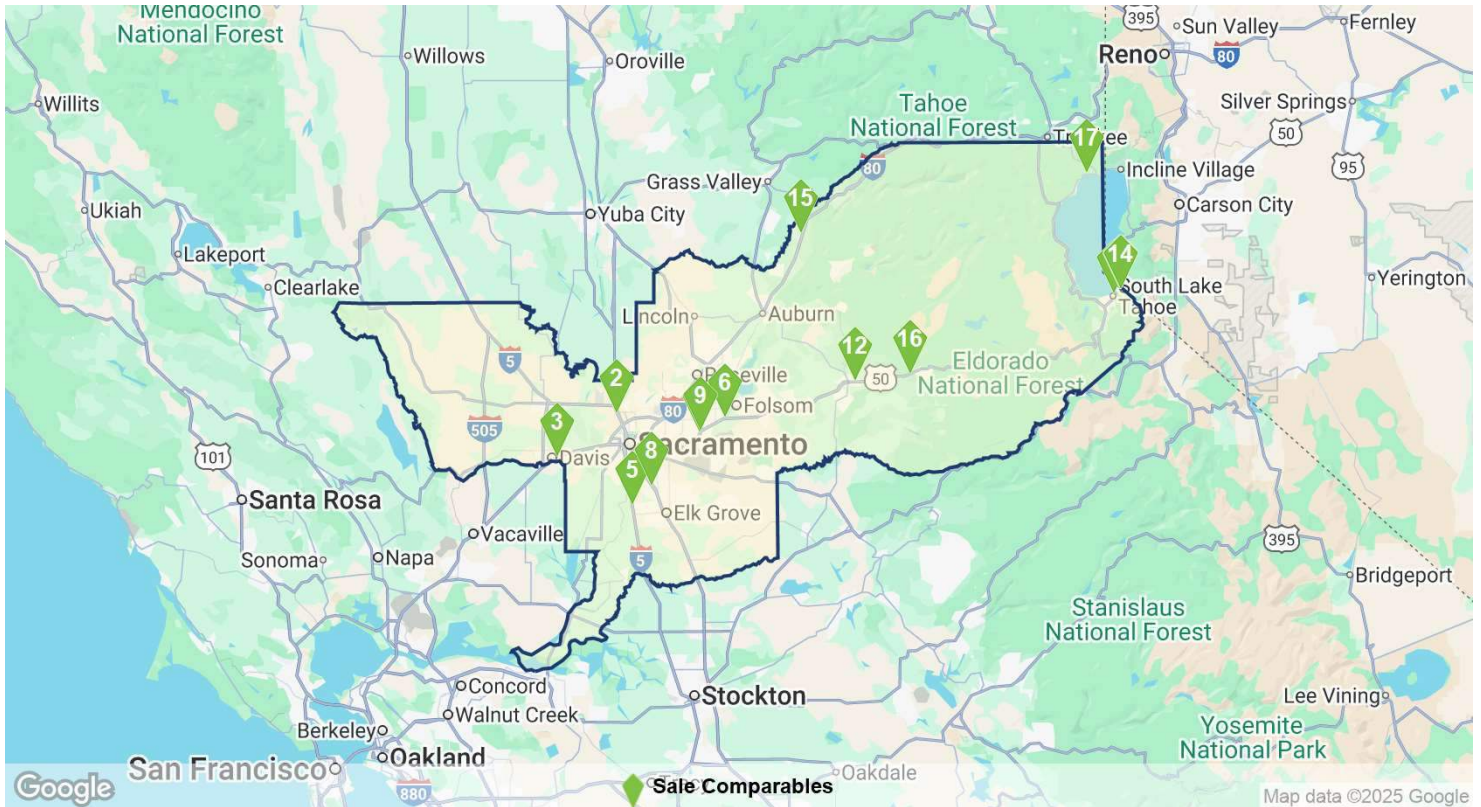 Mendocino
National Forest
Willows
Oroville
395
Sun Valley
Fernley
Reno
80
Willits
Tahoe
National Forest
Silver Springs
50
17
80
Incline Village
95
Grass Valley
15
Ukiah
Yuba City
Carson City
Lakeport
14
Clearlake
South Lake
Tahoe
Yerington
Lincoln
Auburn
5
12
16
Eldorado
National Forest
50
2
Roseville
6
9
80
Folsom
3
505
Sacramento
101
Davis
8
5
Santa Rosa
Elk Grove
Vacaville
395
Sonoma
Napa
5
Bridgeport
Stanislaus
National Forest
Concord
Stockton
Lee Vining
Walnut Creek
Berkeley
Yosemite
National Park
Oakland
San Francisco
Oakdale
Google
880
Sale Comparables
Map data ©2025 Google